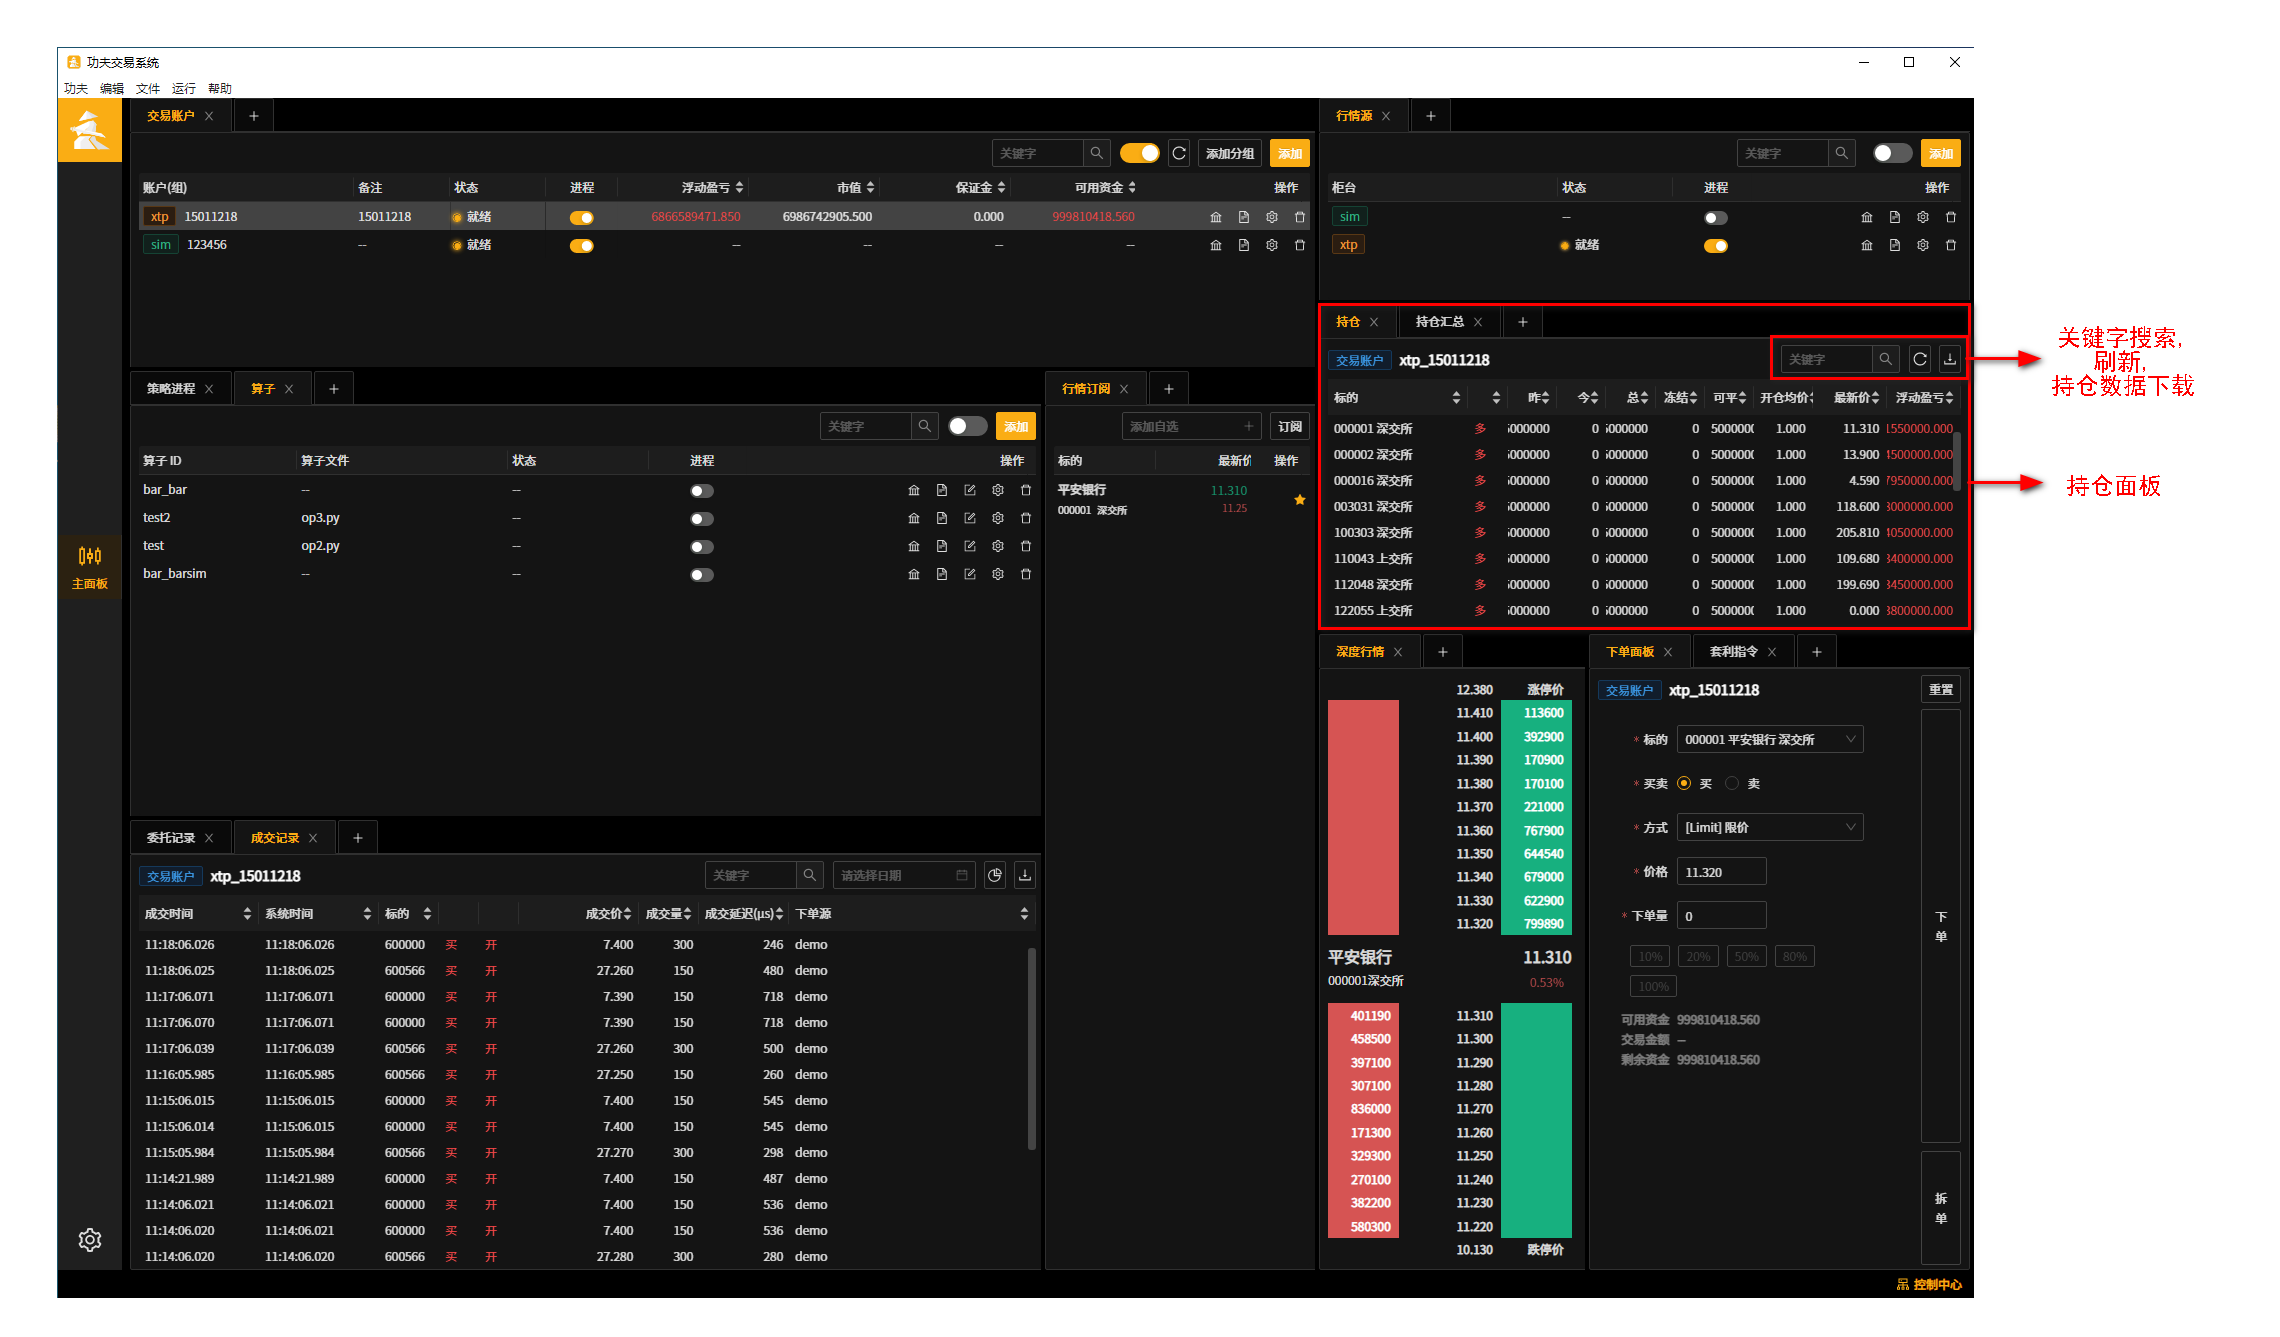 功夫交易系统
功夫 编辑 文件 运行 帮助
主面板
交易账户
关键字 添加分组 添加
账户(组) 备注 状态 进程 浮动盈亏 市值 保证金 可用资金 操作
xtp 15011218 15011218 就绪 6866589471.850 6986742905.500 0.000 999810418.560
sim 123456 -- 就绪 -- -- -- --
行情源
关键字 添加
柜台 状态 进程 操作
sim --
xtp 就绪
策略进程 算子
关键字 添加
算子 ID 算子文件 状态 进程 操作
bar_bar -- --
test2 op3.py --
test op2.py --
bar_barsim -- --
行情订阅
添加自选 订阅
标的 最新价 操作
平安银行 11.310
000001 深交所 11.25
持仓 持仓汇总
交易账户 xtp_15011218 关键字
标的 昨 今 总 冻结 可平 开仓均价 最新价 浮动盈亏
000001 深交所 多 000000 0 000000 0 500000 1.000 11.310 1550000.000
000002 深交所 多 000000 0 000000 0 500000 1.000 13.900 4500000.000
000016 深交所 多 000000 0 000000 0 500000 1.000 4.590 7950000.000
003031 深交所 多 000000 0 000000 0 500000 1.000 118.600 3000000.000
100303 深交所 多 000000 0 000000 0 500000 1.000 205.810 4050000.000
110043 上交所 多 000000 0 000000 0 500000 1.000 109.680 3400000.000
112048 深交所 多 000000 0 000000 0 500000 1.000 199.690 3450000.000
122055 上交所 多 000000 0 000000 0 500000 1.000 0.000 3800000.000
关键字搜索,
刷新,
持仓数据下载
持仓面板
委托记录 成交记录
交易账户 xtp_15011218 关键字 请选择日期
成交时间 系统时间 标的 成交价 成交量 成交延迟(μs) 下单源
11:18:06.026 11:18:06.026 600000 买 开 7.400 300 246 demo
11:18:06.025 11:18:06.025 600566 买 开 27.260 150 480 demo
11:17:06.071 11:17:06.071 600000 买 开 7.390 150 718 demo
11:17:06.070 11:17:06.071 600000 买 开 7.390 150 718 demo
11:17:06.039 11:17:06.039 600566 买 开 27.260 300 500 demo
11:16:05.985 11:16:05.985 600566 买 开 27.250 150 260 demo
11:15:06.015 11:15:06.015 600000 买 开 7.400 150 545 demo
11:15:06.014 11:15:06.015 600000 买 开 7.400 150 545 demo
11:15:05.984 11:15:05.984 600566 买 开 27.270 300 298 demo
11:14:21.989 11:14:21.989 600000 买 开 7.400 150 487 demo
11:14:06.021 11:14:06.021 600000 买 开 7.400 150 536 demo
11:14:06.020 11:14:06.021 600000 买 开 7.400 150 536 demo
11:14:06.020 11:14:06.020 600566 买 开 27.280 300 280 demo
深度行情
12.380 涨停价
11.410 113600
11.400 392900
11.390 170900
11.380 170100
11.370 221000
11.360 767900
11.350 644540
11.340 679000
11.330 622900
11.320 799890
平安银行 11.310
000001深交所 0.53%
401190 11.310
458500 11.300
397100 11.290
307100 11.280
836000 11.270
171300 11.260
329300 11.250
270100 11.240
382200 11.230
580300 11.220
10.130 跌停价
下单面板 套利指令
交易账户 xtp_15011218 重置
* 标的 000001 平安银行 深交所
* 买卖 买 卖
* 方式 [Limit] 限价
* 价格 11.320
* 下单量 0
10% 20% 50% 80%
100%
可用资金 999810418.560
交易金额 --
剩余资金 999810418.560
下
单
拆
单
控制中心